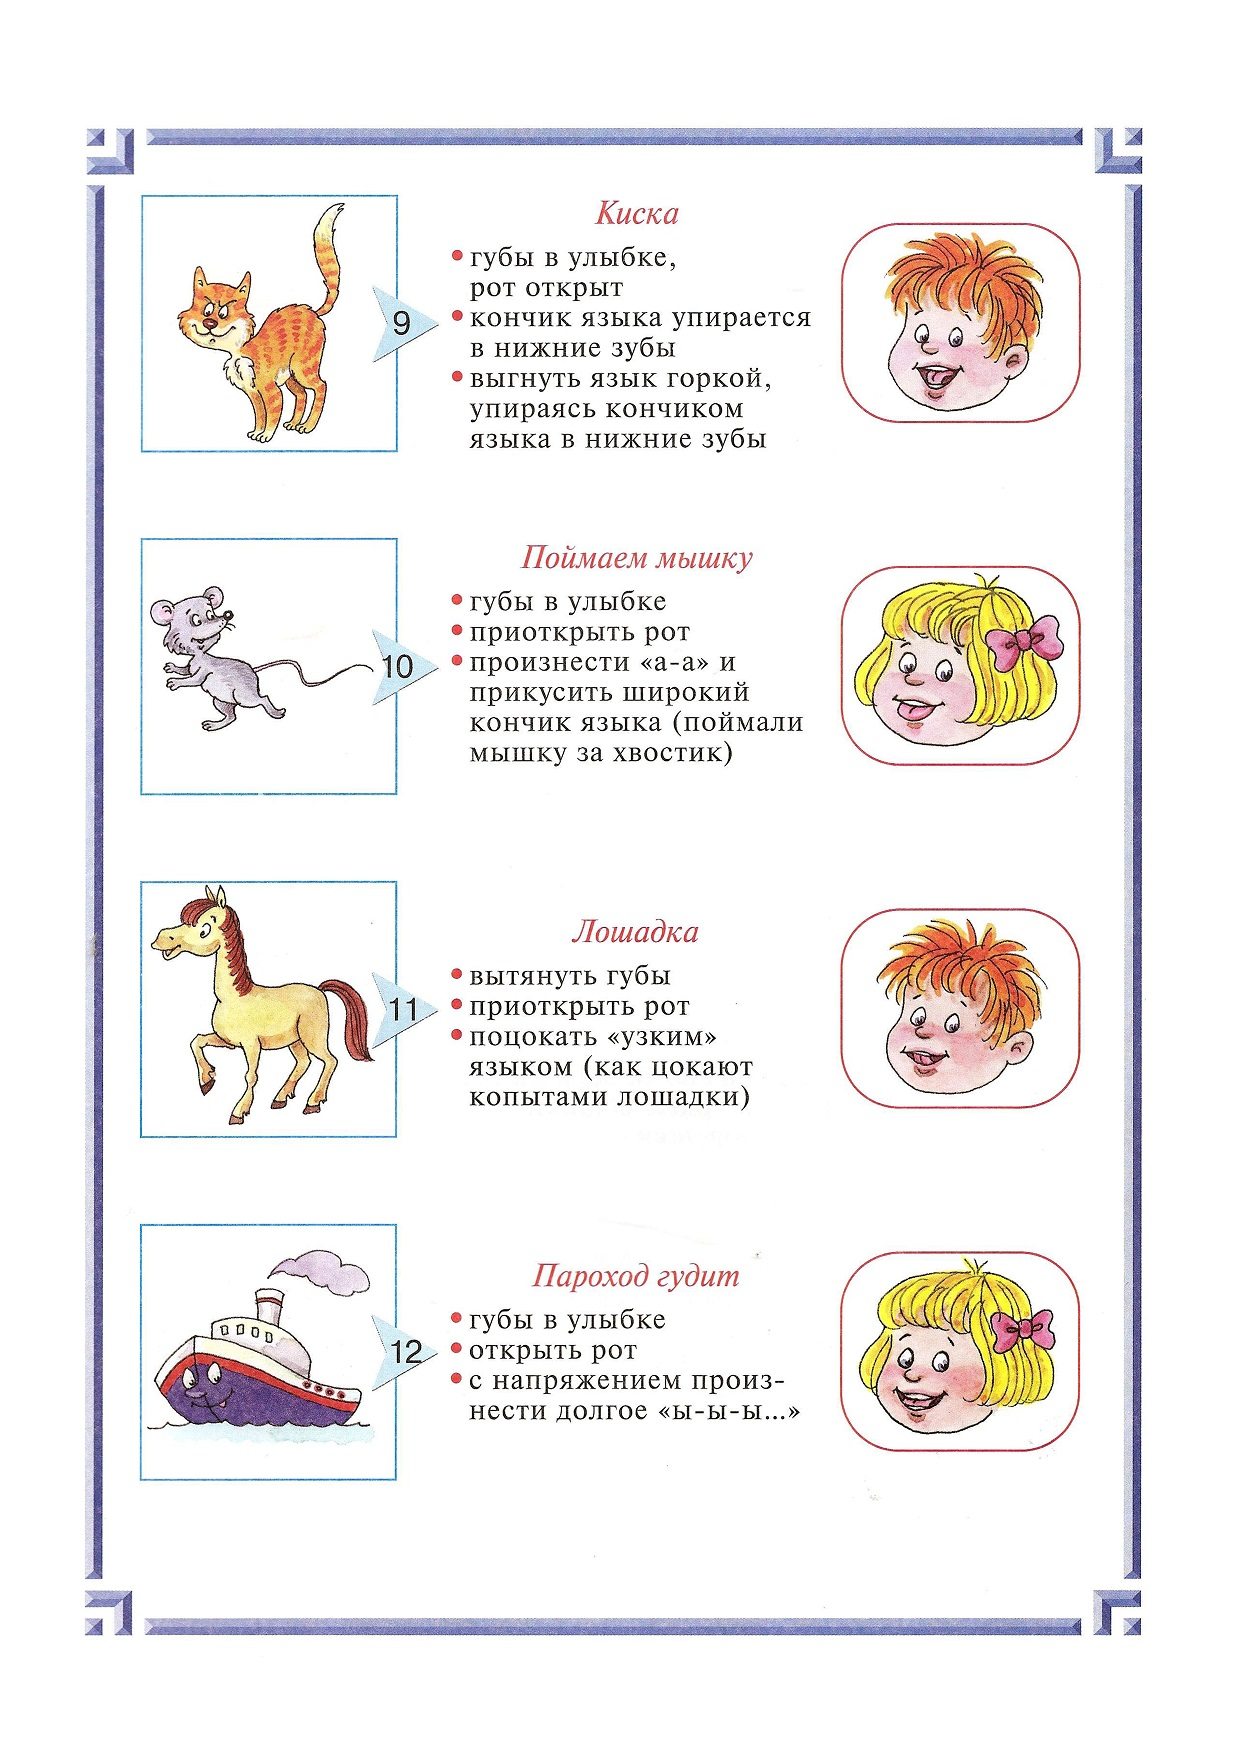 Киска
• губы в улыбке,
рот открыт
9
• кончик языка упирается
в нижние зубы
• выгнуть язык горкой,
упираясь кончиком
языка в нижние зубы
Поймаем мышку
• губы в улыбке
• приоткрыть рот
10
• произнести «а-а» и
прикусить широкий
кончик языка (поймали
мышку за хвостик)
Лошадка
• вытянуть губы
• приоткрыть рот
11
• поцокать «узким»
языком (как цокают
копытами лошадки)
Пароход гудит
• губы в улыбке
• открыть рот
12
• с напряжением произ-
нести долгое «ы-ы-ы...»